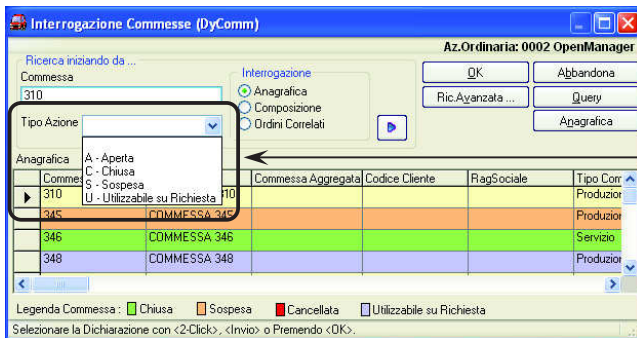 Interrogazione Commesse (DyComm)
Az.Ordinaria: 0002 OpenManager
Ricerca iniziando da ...
Commessa
310
Tipo Azione
A - Aperta
C - Chiusa
S - Sospesa
U - Utilizzabile su Richiesta
Interrogazione
Anagrafica
Composizione
Ordini Correlati
OK
Abbandona
Ric.Avanzata ...
Query
Anagrafica
Anagrafica
Commessa Aggregata Codice Cliente RagSociale Tipo Com
310 310 Produzion
345 COMMESSA 345 Produzion
346 COMMESSA 346 Servizio
348 COMMESSA 348 Produzion
Legenda Commessa : Chiusa Sospesa Cancellata Utilizzabile su Richiesta
Selezionare la Dichiarazione con <2-Click>, <Invio> o Premendo <OK>.